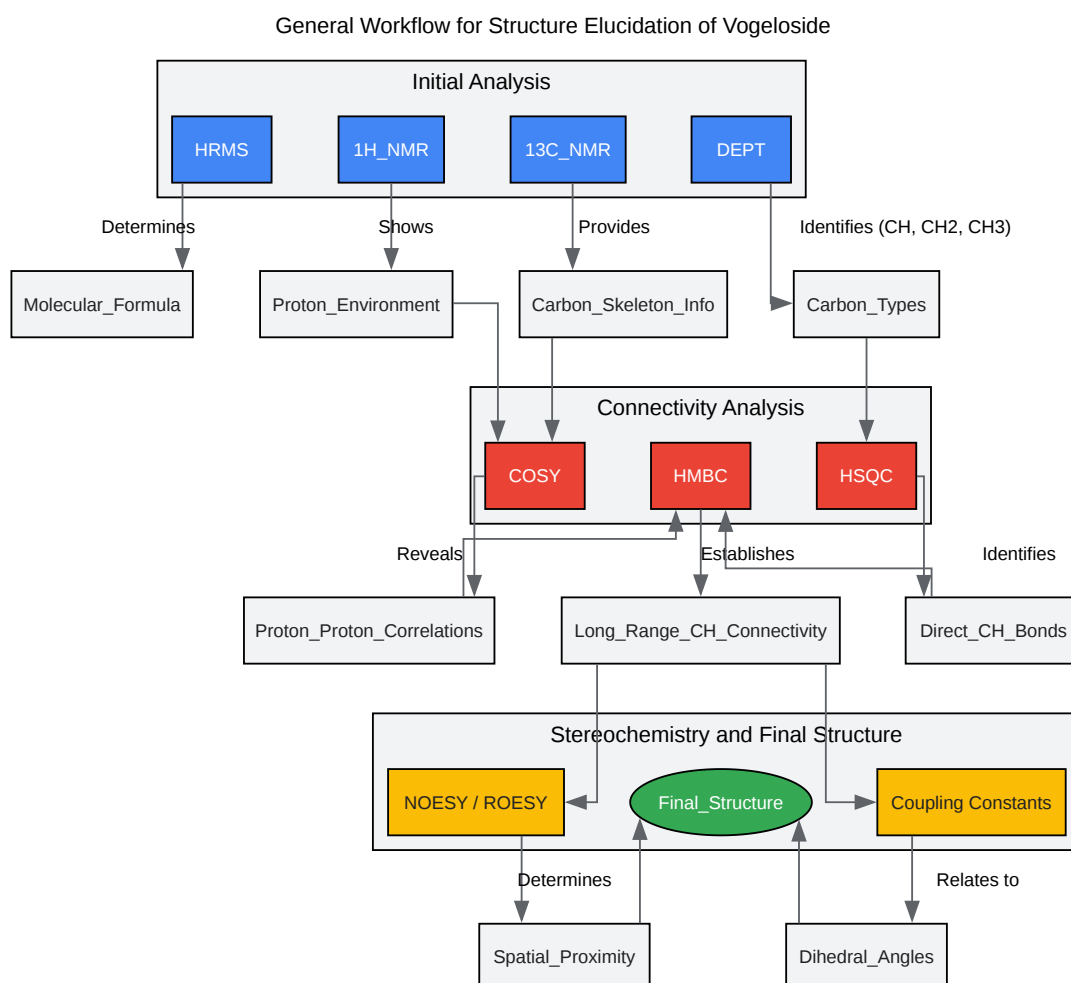 General Workflow for Structure Elucidation of Vogeloside
Initial Analysis
HRMS
1H_NMR
13C_NMR
DEPT
Determines
Shows
Provides
Identifies (CH, CH2, CH3)
Molecular_Formula
Proton_Environment
Carbon_Skeleton_Info
Carbon_Types
Connectivity Analysis
COSY
HMBC
HSQC
Reveals
Establishes
Identifies
Proton_Proton_Correlations
Long_Range_CH_Connectivity
Direct_CH_Bonds
Stereochemistry and Final Structure
NOESY / ROESY
Final_Structure
Coupling Constants
Determines
Relates to
Spatial_Proximity
Dihedral_Angles